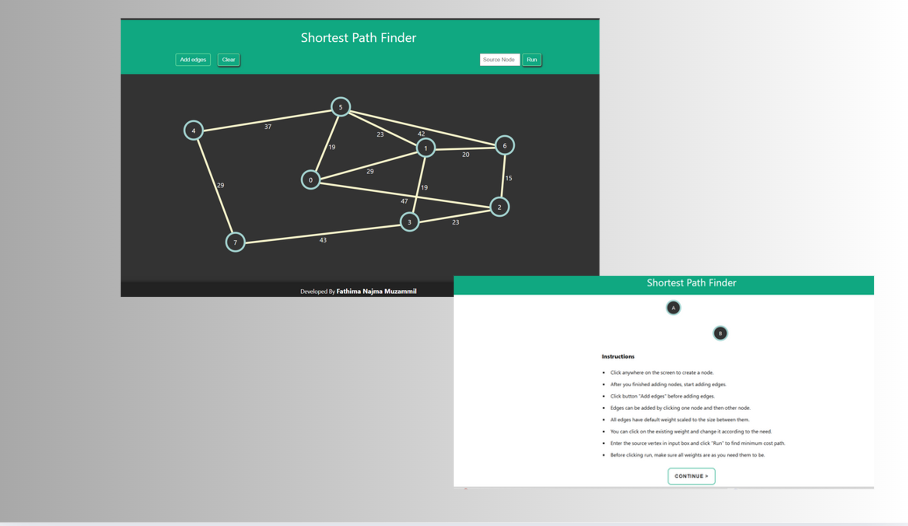 Shortest Path Finder
Add edges Clear Source Node Run
5
4
37
23
42
19
1
6
20
29
0
29
15
19
47
2
3
23
7
43
Developed By Fathima Najma Muzammil
Shortest Path Finder
A
B
Instructions
• Click anywhere on the screen to create a node.
• After you finished adding nodes, start adding edges.
• Click button "Add edges" before adding edges.
• Edges can be added by clicking one node and then other node.
• All edges have default weight scaled to the size between them.
• You can click on the existing weight and change it according to the need.
• Enter the source vertex in input box and click "Run" to find minimum cost path.
• Before clicking run, make sure all weights are as you need them to be.
CONTINUE >